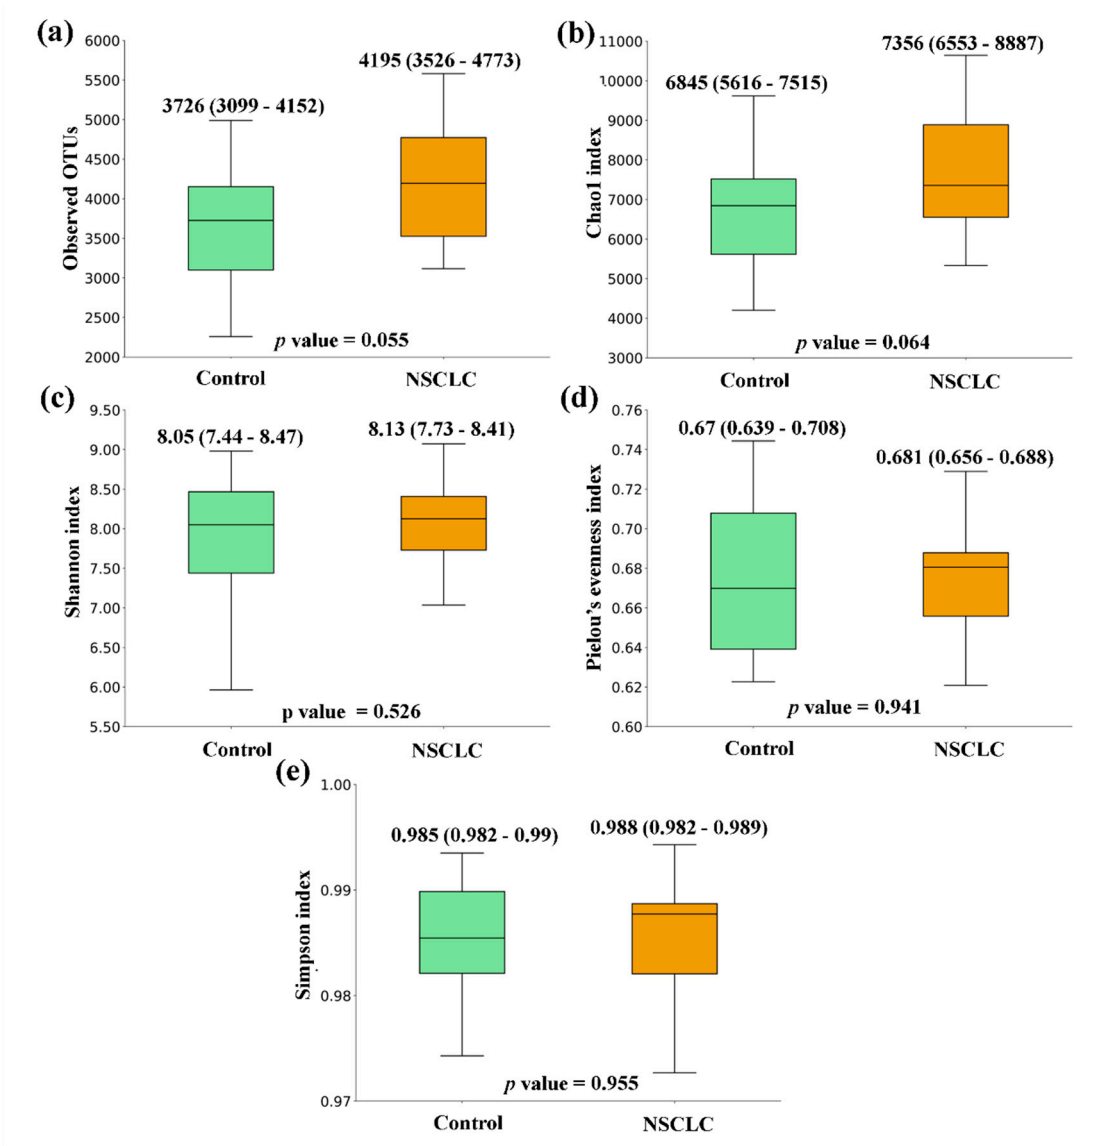 (a)
6000
5500
5000
4500
4000
3500
3000
2500
2000
Observed OTUs
3726 (3099 - 4152)
4195 (3526 - 4773)
p value = 0.055
Control
NSCLC
(b)
11000
10000
9000
8000
7000
6000
5000
4000
3000
Chao1 index
6845 (5616 - 7515)
7356 (6553 - 8887)
p value = 0.064
Control
NSCLC
(c)
9.50
9.00
8.50
8.00
7.50
7.00
6.50
6.00
5.50
Shannon index
8.05 (7.44 - 8.47)
8.13 (7.73 - 8.41)
p value = 0.526
Control
NSCLC
(d)
0.76
0.74
0.72
0.70
0.68
0.66
0.64
0.62
0.60
Pielou's evenness index
0.67 (0.639 - 0.708)
0.681 (0.656 - 0.688)
p value = 0.941
Control
NSCLC
(e)
1.00
0.99
0.98
0.97
Simpson index
0.985 (0.982 - 0.99)
0.988 (0.982 - 0.989)
p value = 0.955
Control
NSCLC